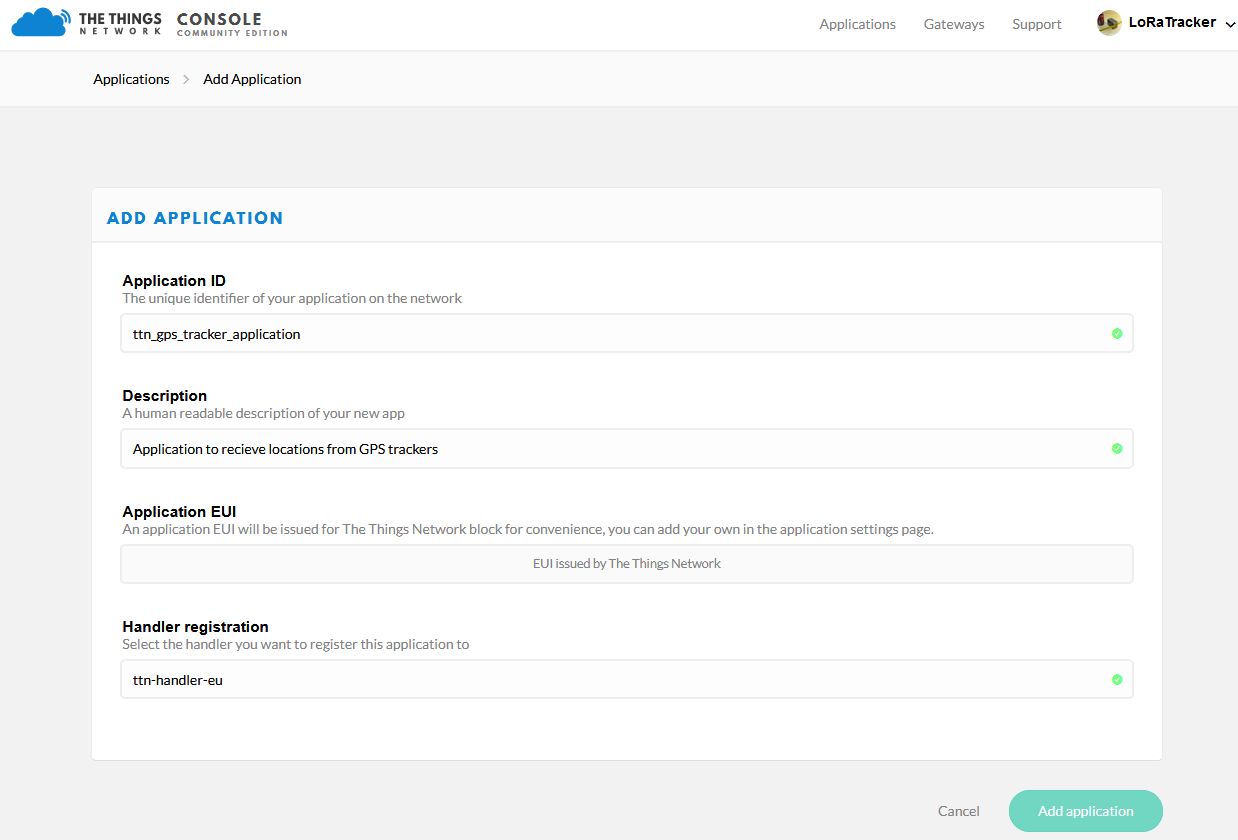 THE THINGS
NETWORK
CONSOLE
COMMUNITY EDITION
Applications
Gateways
Support
LoRaTracker
Applications
Add Application
ADD APPLICATION
Application ID
The unique identifier of your application on the network
ttn_gps_tracker_application
Description
A human readable description of your new app
Application to recieve locations from GPS trackers
Application EUI
An application EUI will be issued for The Things Network block for convenience, you can add your own in the application settings page.
EUI issued by The Things Network
Handler registration
Select the handler you want to register this application to
ttn-handler-eu
Cancel
Add application